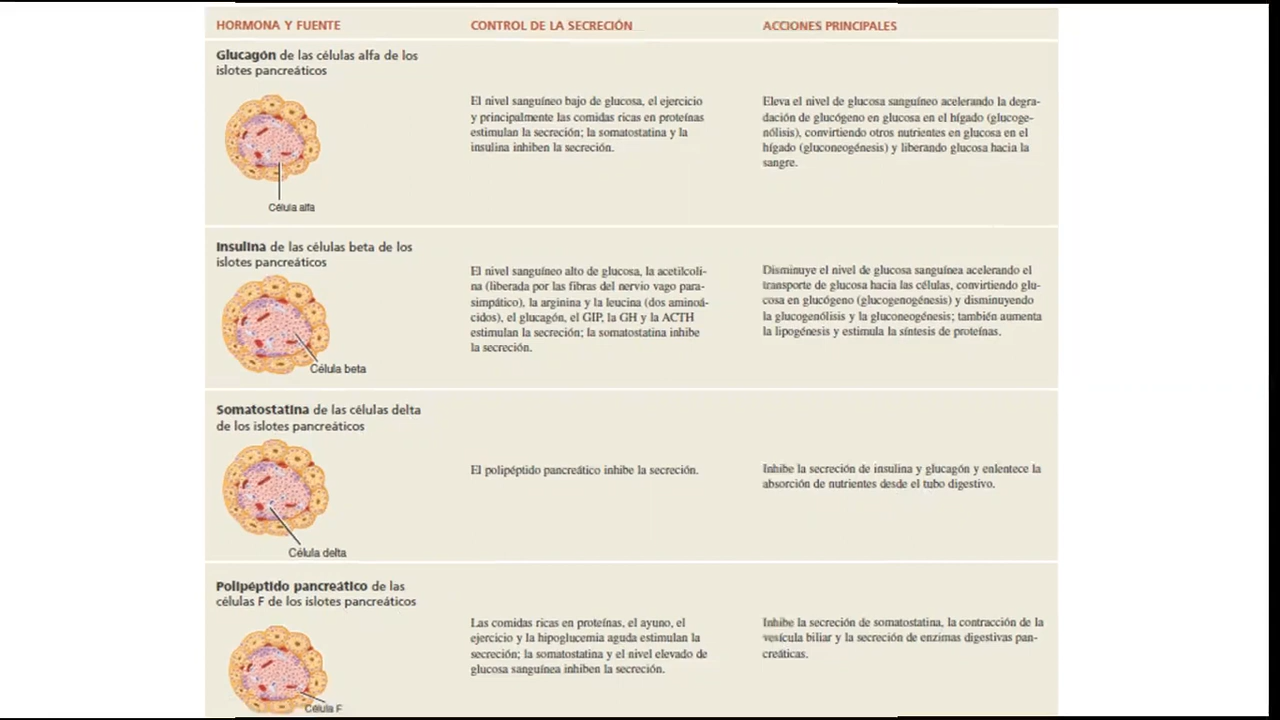 HORMONA Y FUENTE
CONTROL DE LA SECRECIÓN
ACCIONES PRINCIPALES
Glucagón de las células alfa de los
islotes pancreáticos
Célula alfa
El nivel sanguíneo bajo de glucosa, el ejercicio
y principalmente las comidas ricas en proteínas
estimulan la secreción; la somatostatina y la
insulina inhiben la secreción.
Eleva el nivel de glucosa sanguíneo acelerando la degra-
dación de glucógeno en glucosa en el hígado (glucoge-
nólisis), convirtiendo otros nutrientes en glucosa en el
hígado (gluconeogénesis) y liberando glucosa hacia la
sangre.
Insulina de las células beta de los
islotes pancreáticos
Célula beta
El nivel sanguíneo alto de glucosa, la acetilcoli-
na (liberada por las fibras del nervio vago para-
simpático), la arginina y la leucina (dos aminoá-
cidos), el glucagón, el GIP, la GH y la ACTH
estimulan la secreción; la somatostatina inhibe
la secreción.
Disminuye el nivel de glucosa sanguínea acelerando el
transporte de glucosa hacia las células, convirtiendo glu-
cosa en glucógeno (glucogenogénesis) y disminuyendo
la glucogenólisis y la gluconeogénesis; también aumenta
la lipogénesis y estimula la síntesis de proteínas.
Somatostatina de las células delta
de los islotes pancreáticos
Célula delta
El polipéptido pancreático inhibe la secreción.
Inhibe la secreción de insulina y glucagón y enlentece la
absorción de nutrientes desde el tubo digestivo.
Polipéptido pancreático de las
células F de los islotes pancreáticos
Célula F
Las comidas ricas en proteínas, el ayuno, el
ejercicio y la hipoglucemia aguda estimulan la
secreción; la somatostatina y el nivel elevado de
glucosa sanguínea inhiben la secreción.
Inhibe la secreción de somatostatina, la contracción de la
vesícula biliar y la secreción de enzimas digestivas pan-
creáticas.